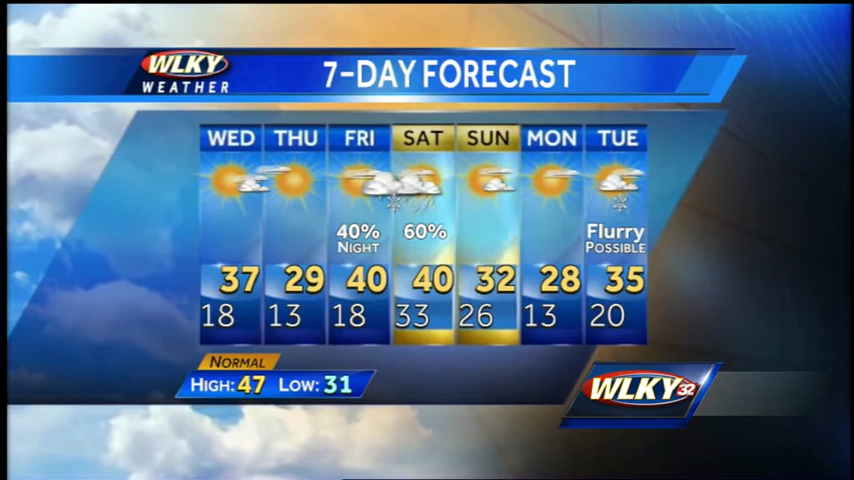 WLKY
WEATHER
7-DAY FORECAST
WED THU FRI SAT SUN MON TUE
40% 60% Flurry
NIGHT POSSIBLE
37 29 40 40 32 28 35
18 13 18 33 26 13 20
NORMAL
HIGH: 47 LOW: 31
WLKY 32